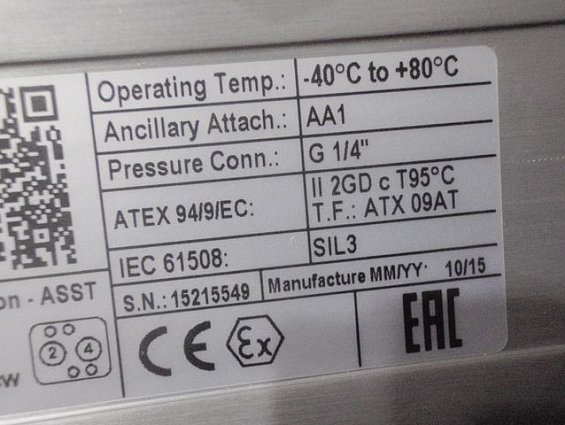 Operating Temp.: -40°C to +80°C
Ancillary Attach.: AA1
Pressure Conn.: G 1/4"
ATEX 94/9/EC: II 2GD c T95°C
T.F.: ATX 09AT
IEC 61508: SIL3
on - ASST
S.N.: 15215549 Manufacture MM/YY: 10/15
2 4
CE Ex EAC